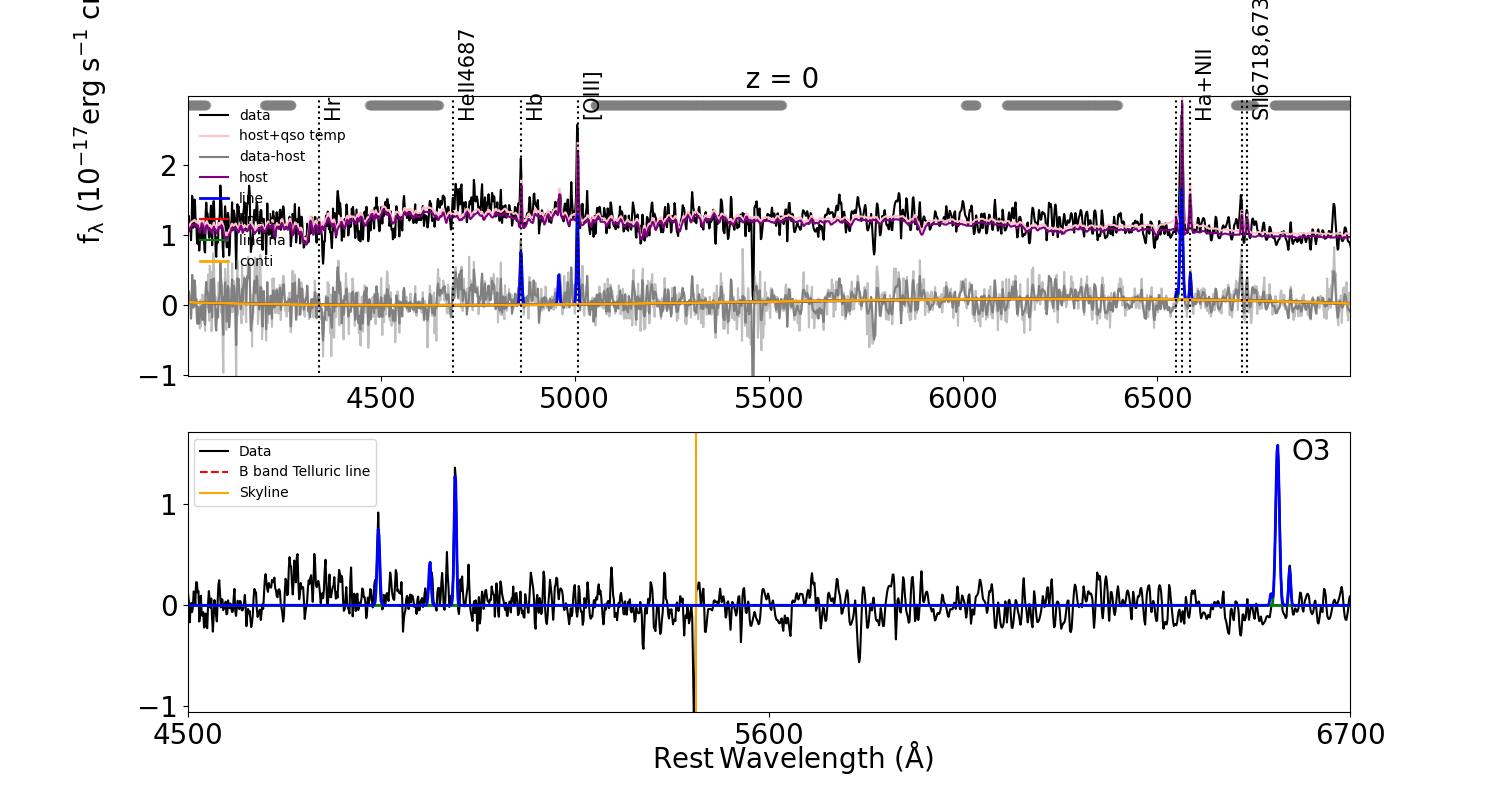 z = 0
fλ (10−17erg s−1 c
Hr
HeII4687
Hb
[OIII]
Ha+NII
SII6718,673
data
host+qso temp
data-host
host
line
line na
conti
2
1
0
−1
4500
5000
5500
6000
6500
Data
B band Telluric line
Skyline
O3
1
0
−1
4500
5600
6700
Rest Wavelength (Å)